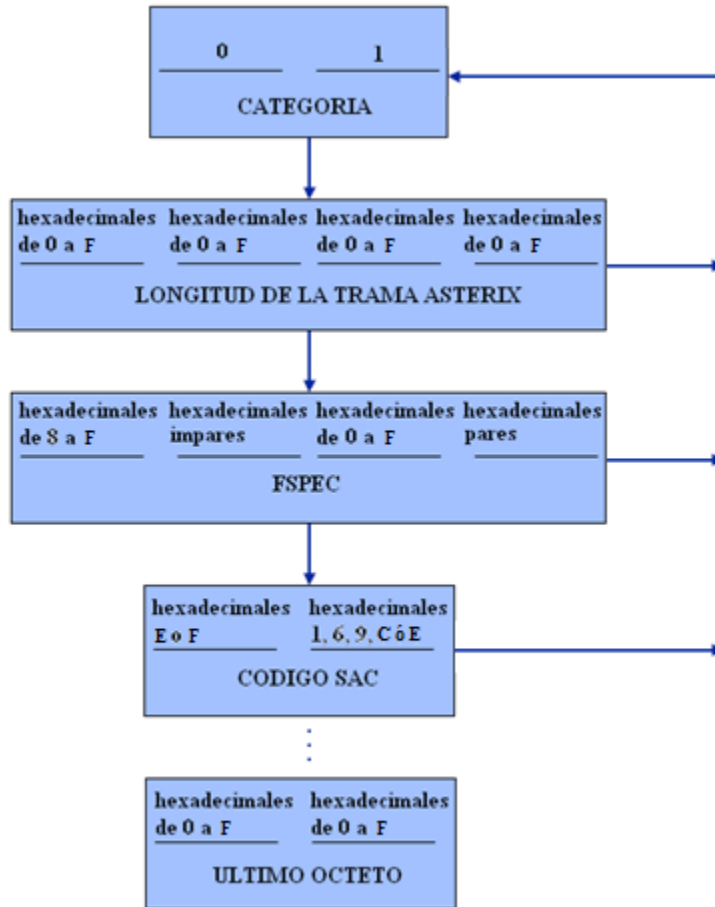 0 1
CATEGORIA
hexadecimales hexadecimales hexadecimales hexadecimales
de 0 a F de 0 a F de 0 a F de 0 a F
LONGITUD DE LA TRAMA ASTERIX
hexadecimales hexadecimales hexadecimales hexadecimales
de 8 a F impares de 0 a F pares
FSPEC
hexadecimales hexadecimales
E o F 1, 6, 9, C ó E
CODIGO SAC
hexadecimales hexadecimales
de 0 a F de 0 a F
ULTIMO OCTETO